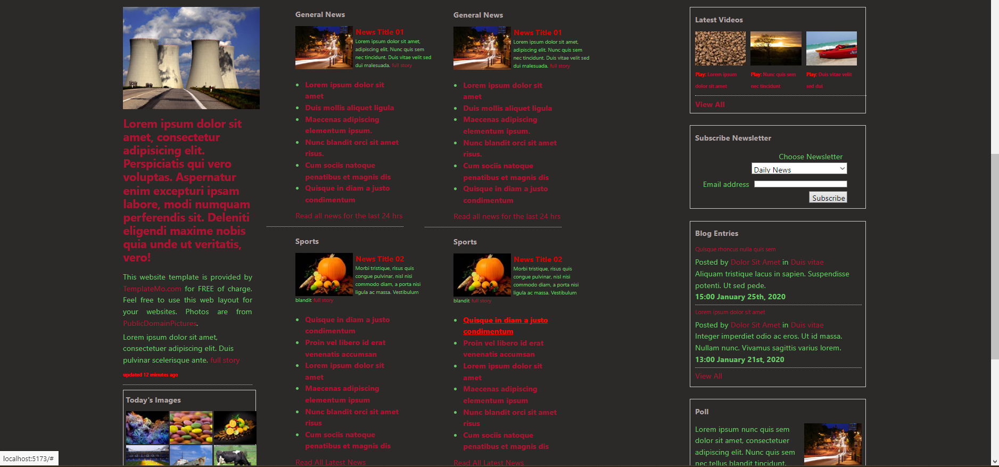 Lorem ipsum dolor sit
amet, consectetur
adipisicing elit.
Perspiciatis qui vero
voluptas. Aspernatur
enim excepturi ipsam
labore, modi numquam
perferendis sit. Deleniti
eligendi maxime nobis
quia unde ut veritatis,
vero!
This website template is provided by
TemplateMo.com for FREE of charge.
Feel free to use this web layout for
your websites. Photos are from
PublicDomainPictures.
Lorem ipsum dolor sit amet,
consectetuer adipiscing elit. Duis
pulvinar scelerisque ante. full story
updated 12 minutes ago
Today's Images
General News
News Title 01
Lorem ipsum dolor sit amet,
adipiscing elit. Nunc quis sem
nec tincidunt. Duis vitae velit sed
dui malesuada. full story
Lorem ipsum dolor sit
amet
Duis mollis aliquet ligula
Maecenas adipiscing
elementum ipsum.
Nunc blandit orci sit amet
risus.
Cum sociis natoque
penatibus et magnis dis
Quisque in diam a justo
condimentum
Read all news for the last 24 hrs
Sports
News Title 02
Morbi tristique, risus quis
congue pulvinar, nisl nisi
commodo diam, a porta nisi
ligula ac massa. Vestibulum
blandit full story
Quisque in diam a justo
condimentum
Proin vel libero id erat
venenatis accumsan
Lorem ipsum dolor sit
amet
Maecenas adipiscing
elementum ipsum
Nunc blandit orci sit amet
risus
Cum sociis natoque
penatibus et magnis dis
Read All Latest News
General News
News Title 01
Lorem ipsum dolor sit amet,
adipiscing elit. Nunc quis sem
nec tincidunt. Duis vitae velit sed
dui malesuada. full story
Lorem ipsum dolor sit
amet
Duis mollis aliquet ligula
Maecenas adipiscing
elementum ipsum.
Nunc blandit orci sit amet
risus.
Cum sociis natoque
penatibus et magnis dis
Quisque in diam a justo
condimentum
Read all news for the last 24 hrs
Sports
News Title 02
Morbi tristique, risus quis
congue pulvinar, nisl nisi
commodo diam, a porta nisi
ligula ac massa. Vestibulum
blandit full story
Quisque in diam a justo
condimentum
Proin vel libero id erat
venenatis accumsan
Lorem ipsum dolor sit
amet
Maecenas adipiscing
elementum ipsum
Nunc blandit orci sit amet
risus
Cum sociis natoque
penatibus et magnis dis
Read All Latest News
Latest Videos
Play: Lorem ipsum
dolor sit amet
Play: Nunc quis sem
nec tincidunt
Play: Duis vitae velit
sed dui
View All
Subscribe Newsletter
Choose Newsletter
Daily News
Email address
Subscribe
Blog Entries
Quisque rhoncus nulla quis sem
Posted by Dolor Sit Amet in Duis vitae
Aliquam tristique lacus in sapien. Suspendisse
potenti. Ut sed pede.
15:00 January 25th, 2020
Lorem ipsum dolor sit amet
Posted by Dolor Sit Amet in Duis vitae
Integer imperdiet odio ac eros. Ut id massa.
Nullam nunc. Vivamus sagittis varius lorem.
13:00 January 21st, 2020
View All
Poll
Lorem ipsum nunc quis sem
dolor sit amet, consectetuer
adipiscing elit. Nunc quis sem
nec tellus blandit tincidunt.
localhost:5173/#